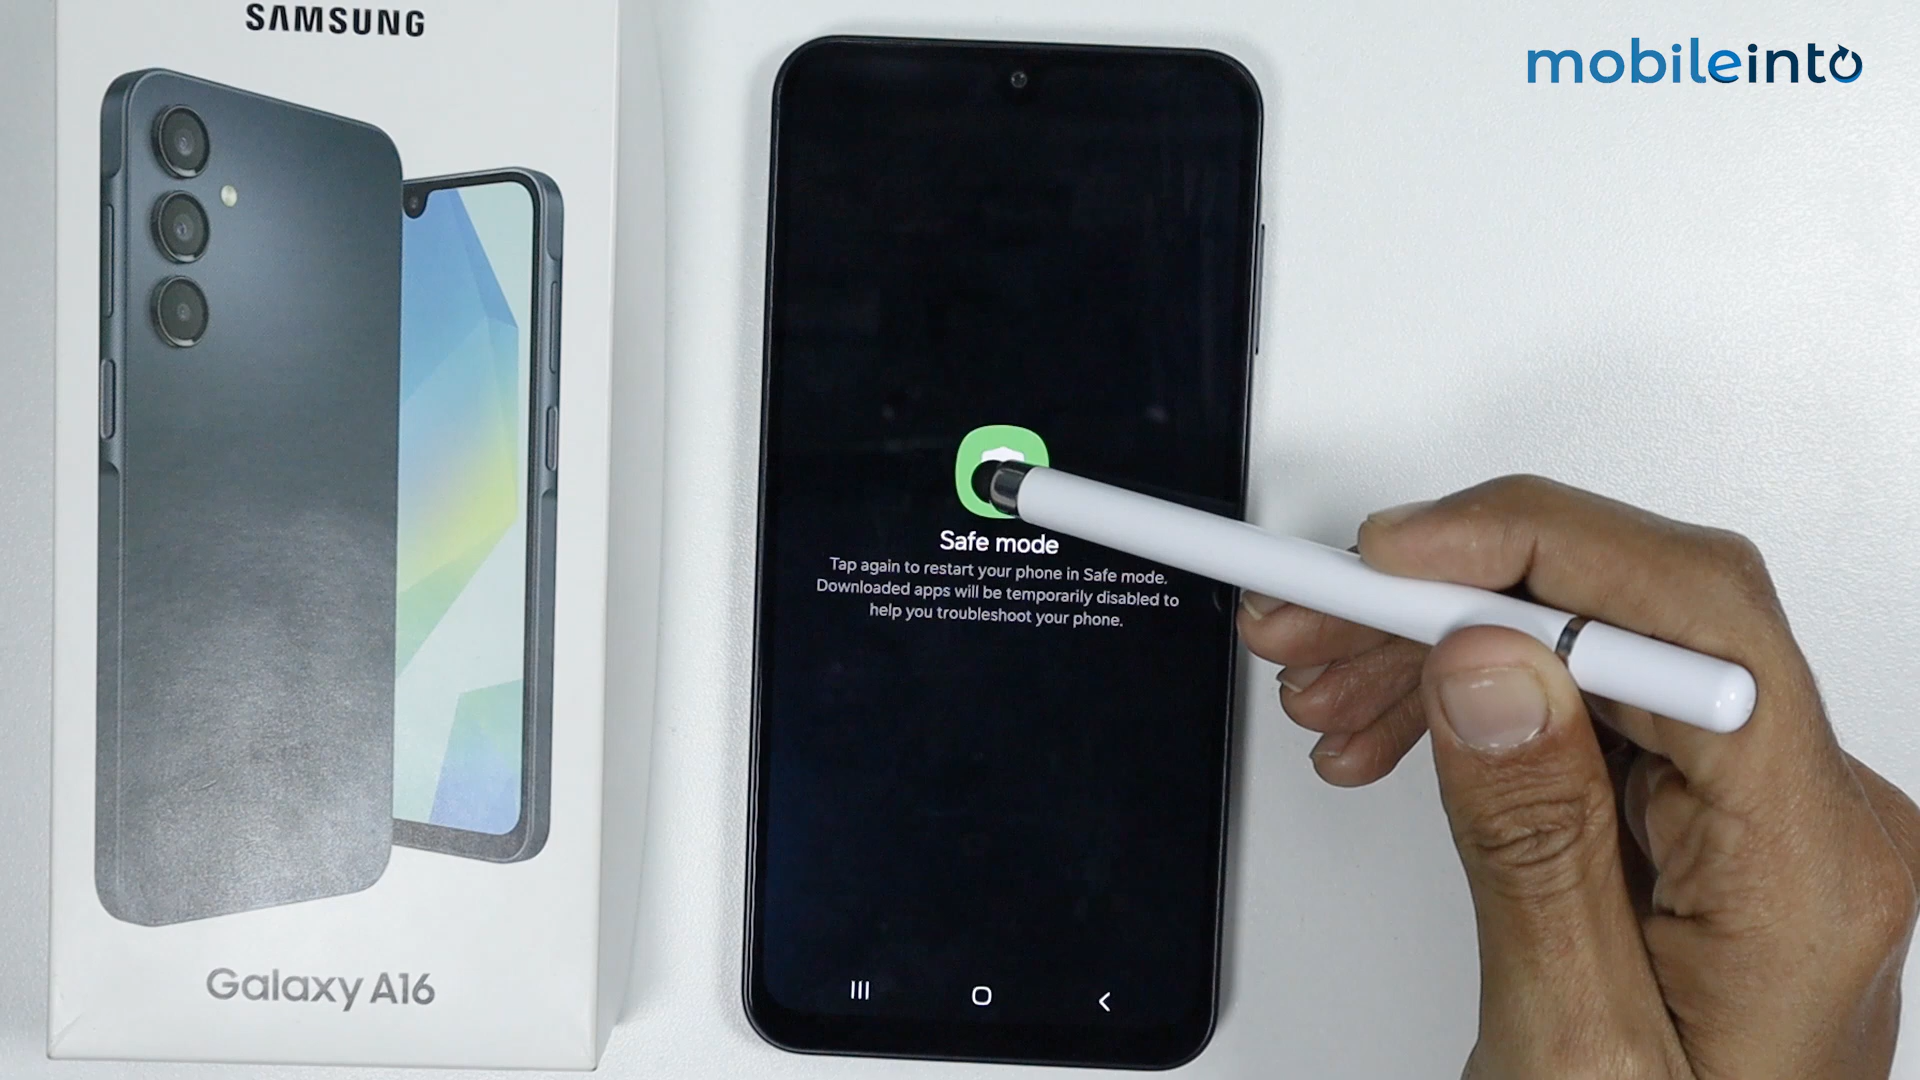 SAMSUNG
Galaxy A16
mobileinto
Safe mode
Tap again to restart your phone in Safe mode.
Downloaded apps will be temporarily disabled to
help you troubleshoot your phone.